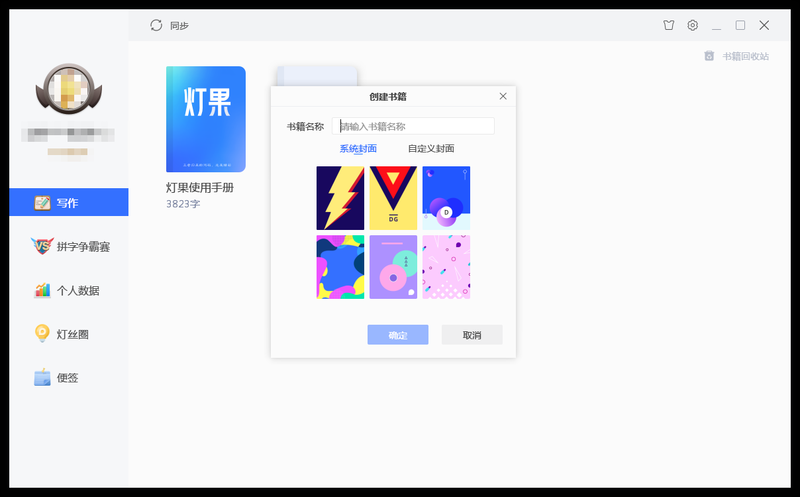 同步
书籍回收站
灯果
灯果使用手册
3823字
写作
拼字争霸赛
个人数据
灯丝圈
便签
创建书籍
书籍名称
请输入书籍名称
系统封面
自定义封面
DG
D
确定
取消